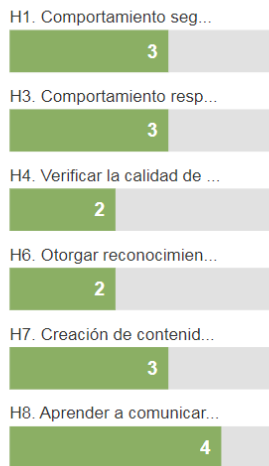 H1. Comportamiento seg...
3
H3. Comportamiento resp...
3
H4. Verificar la calidad de ...
2
H6. Otorgar reconocimien...
2
H7. Creación de contenid...
3
H8. Aprender a comunicar...
4